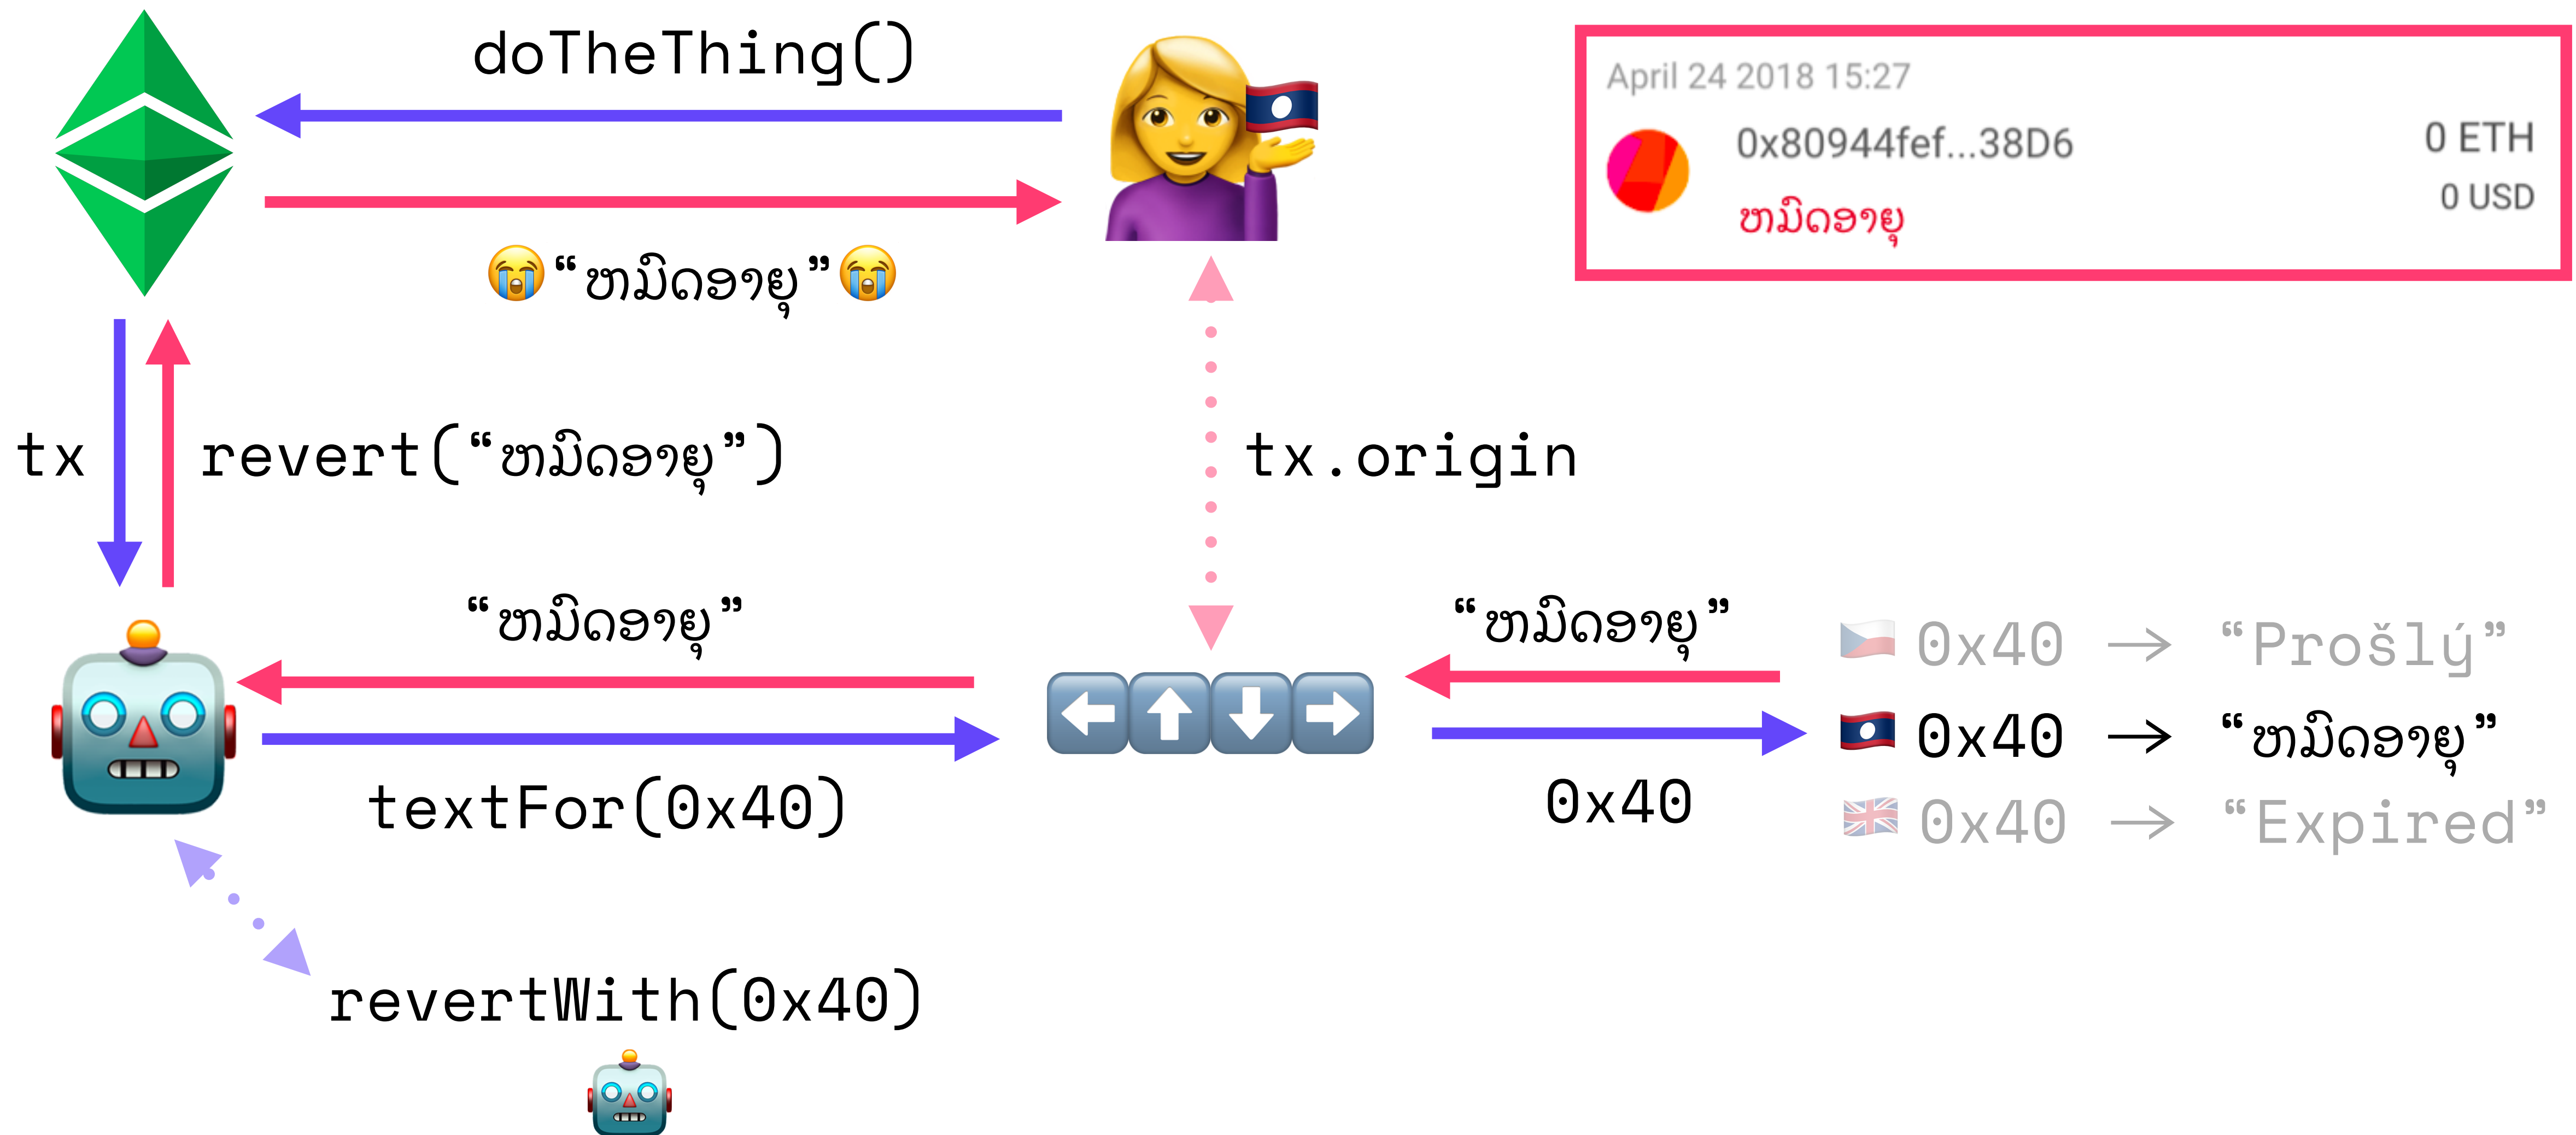 doTheThing()
“ຫມົດອາຍຸ”
April 24 2018 15:27
0x80944fef...38D6
0 ETH
0 USD
ຫມົດອາຍຸ
tx
revert(“ຫມົດອາຍຸ”)
tx.origin
“ຫມົດອາຍຸ”
textFor(0x40)
“ຫມົດອາຍຸ”
0x40
0x40 → “Prošlý”
0x40 → “ຫມົດອາຍຸ”
0x40 → “Expired”
revertWith(0x40)